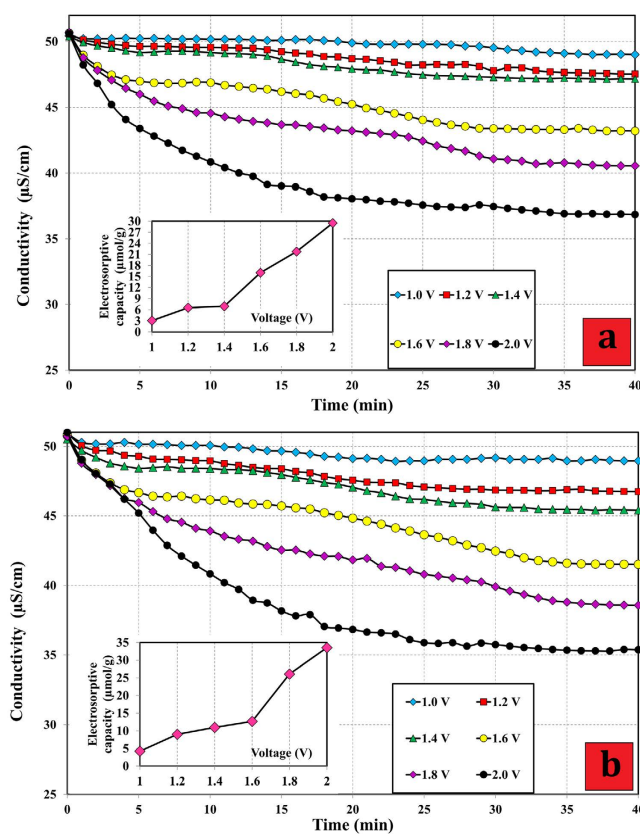 a
Conductivity (µS/cm)
50
45
40
35
30
25
Electrosorptive
capacity (µmol/g)
30
27
24
21
18
15
12
9
6
3
0
Voltage (V)
1 1.2 1.4 1.6 1.8 2
1.0 V 1.2 V 1.4 V
1.6 V 1.8 V 2.0 V
a
0 5 10 15 20 25 30 35 40
Time (min)
b
Conductivity (µS/cm)
50
45
40
35
30
25
Electrosorptive
capacity (µmol/g)
35
30
25
20
15
10
5
0
Voltage (V)
1 1.2 1.4 1.6 1.8 2
1.0 V 1.2 V
1.4 V 1.6 V
1.8 V 2.0 V
b
0 5 10 15 20 25 30 35 40
Time (min)